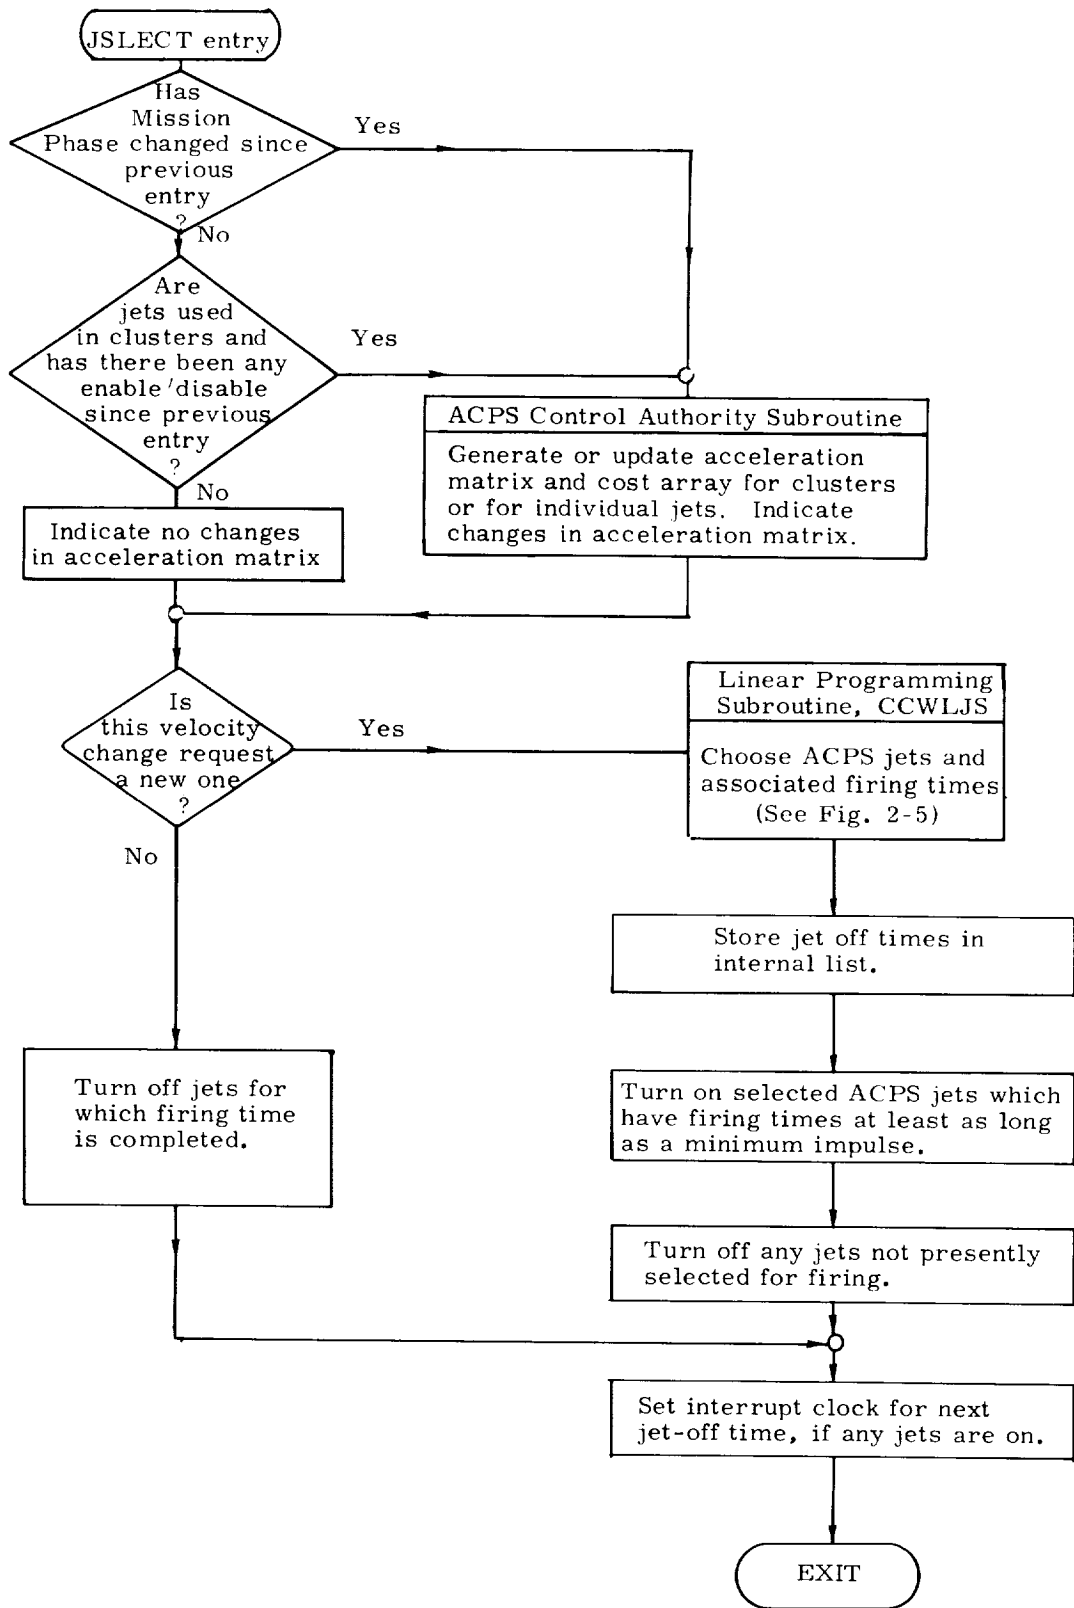 JSLECT entry
Has
Mission
Phase changed since
previous
entry
?
Yes
No
Are
jets used
in clusters and
has there been any
enable/disable
since previous
entry
?
Yes
No
ACPS Control Authority Subroutine
Generate or update acceleration
matrix and cost array for clusters
or for individual jets. Indicate
changes in acceleration matrix.
Indicate no changes
in acceleration matrix
Is
this velocity
change request
a new one
?
Yes
No
Linear Programming
Subroutine, CCWLJS
Choose ACPS jets and
associated firing times
(See Fig. 2-5)
Store jet off times in
internal list.
Turn on selected ACPS jets which
have firing times at least as long
as a minimum impulse.
Turn off jets for
which firing time
is completed.
Turn off any jets not presently
selected for firing.
Set interrupt clock for next
jet-off time, if any jets are on.
EXIT